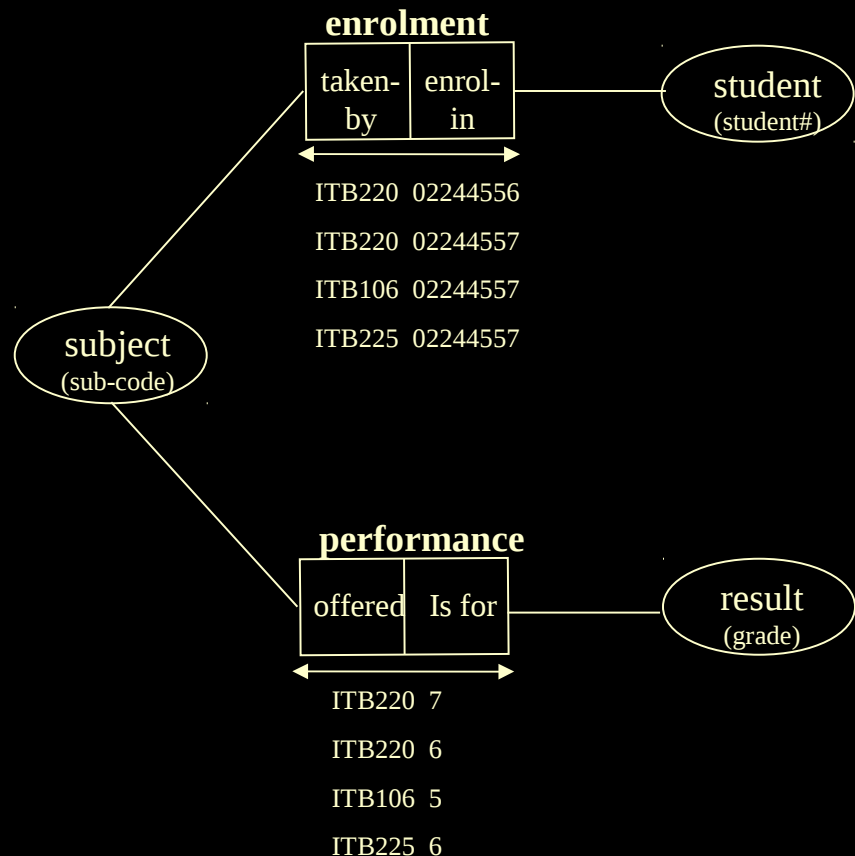 enrolment
taken-
by
enrol-
in
student
(student#)
ITB220 02244556
ITB220 02244557
ITB106 02244557
ITB225 02244557
subject
(sub-code)
performance
offered
Is for
result
(grade)
ITB220 7
ITB220 6
ITB106 5
ITB225 6